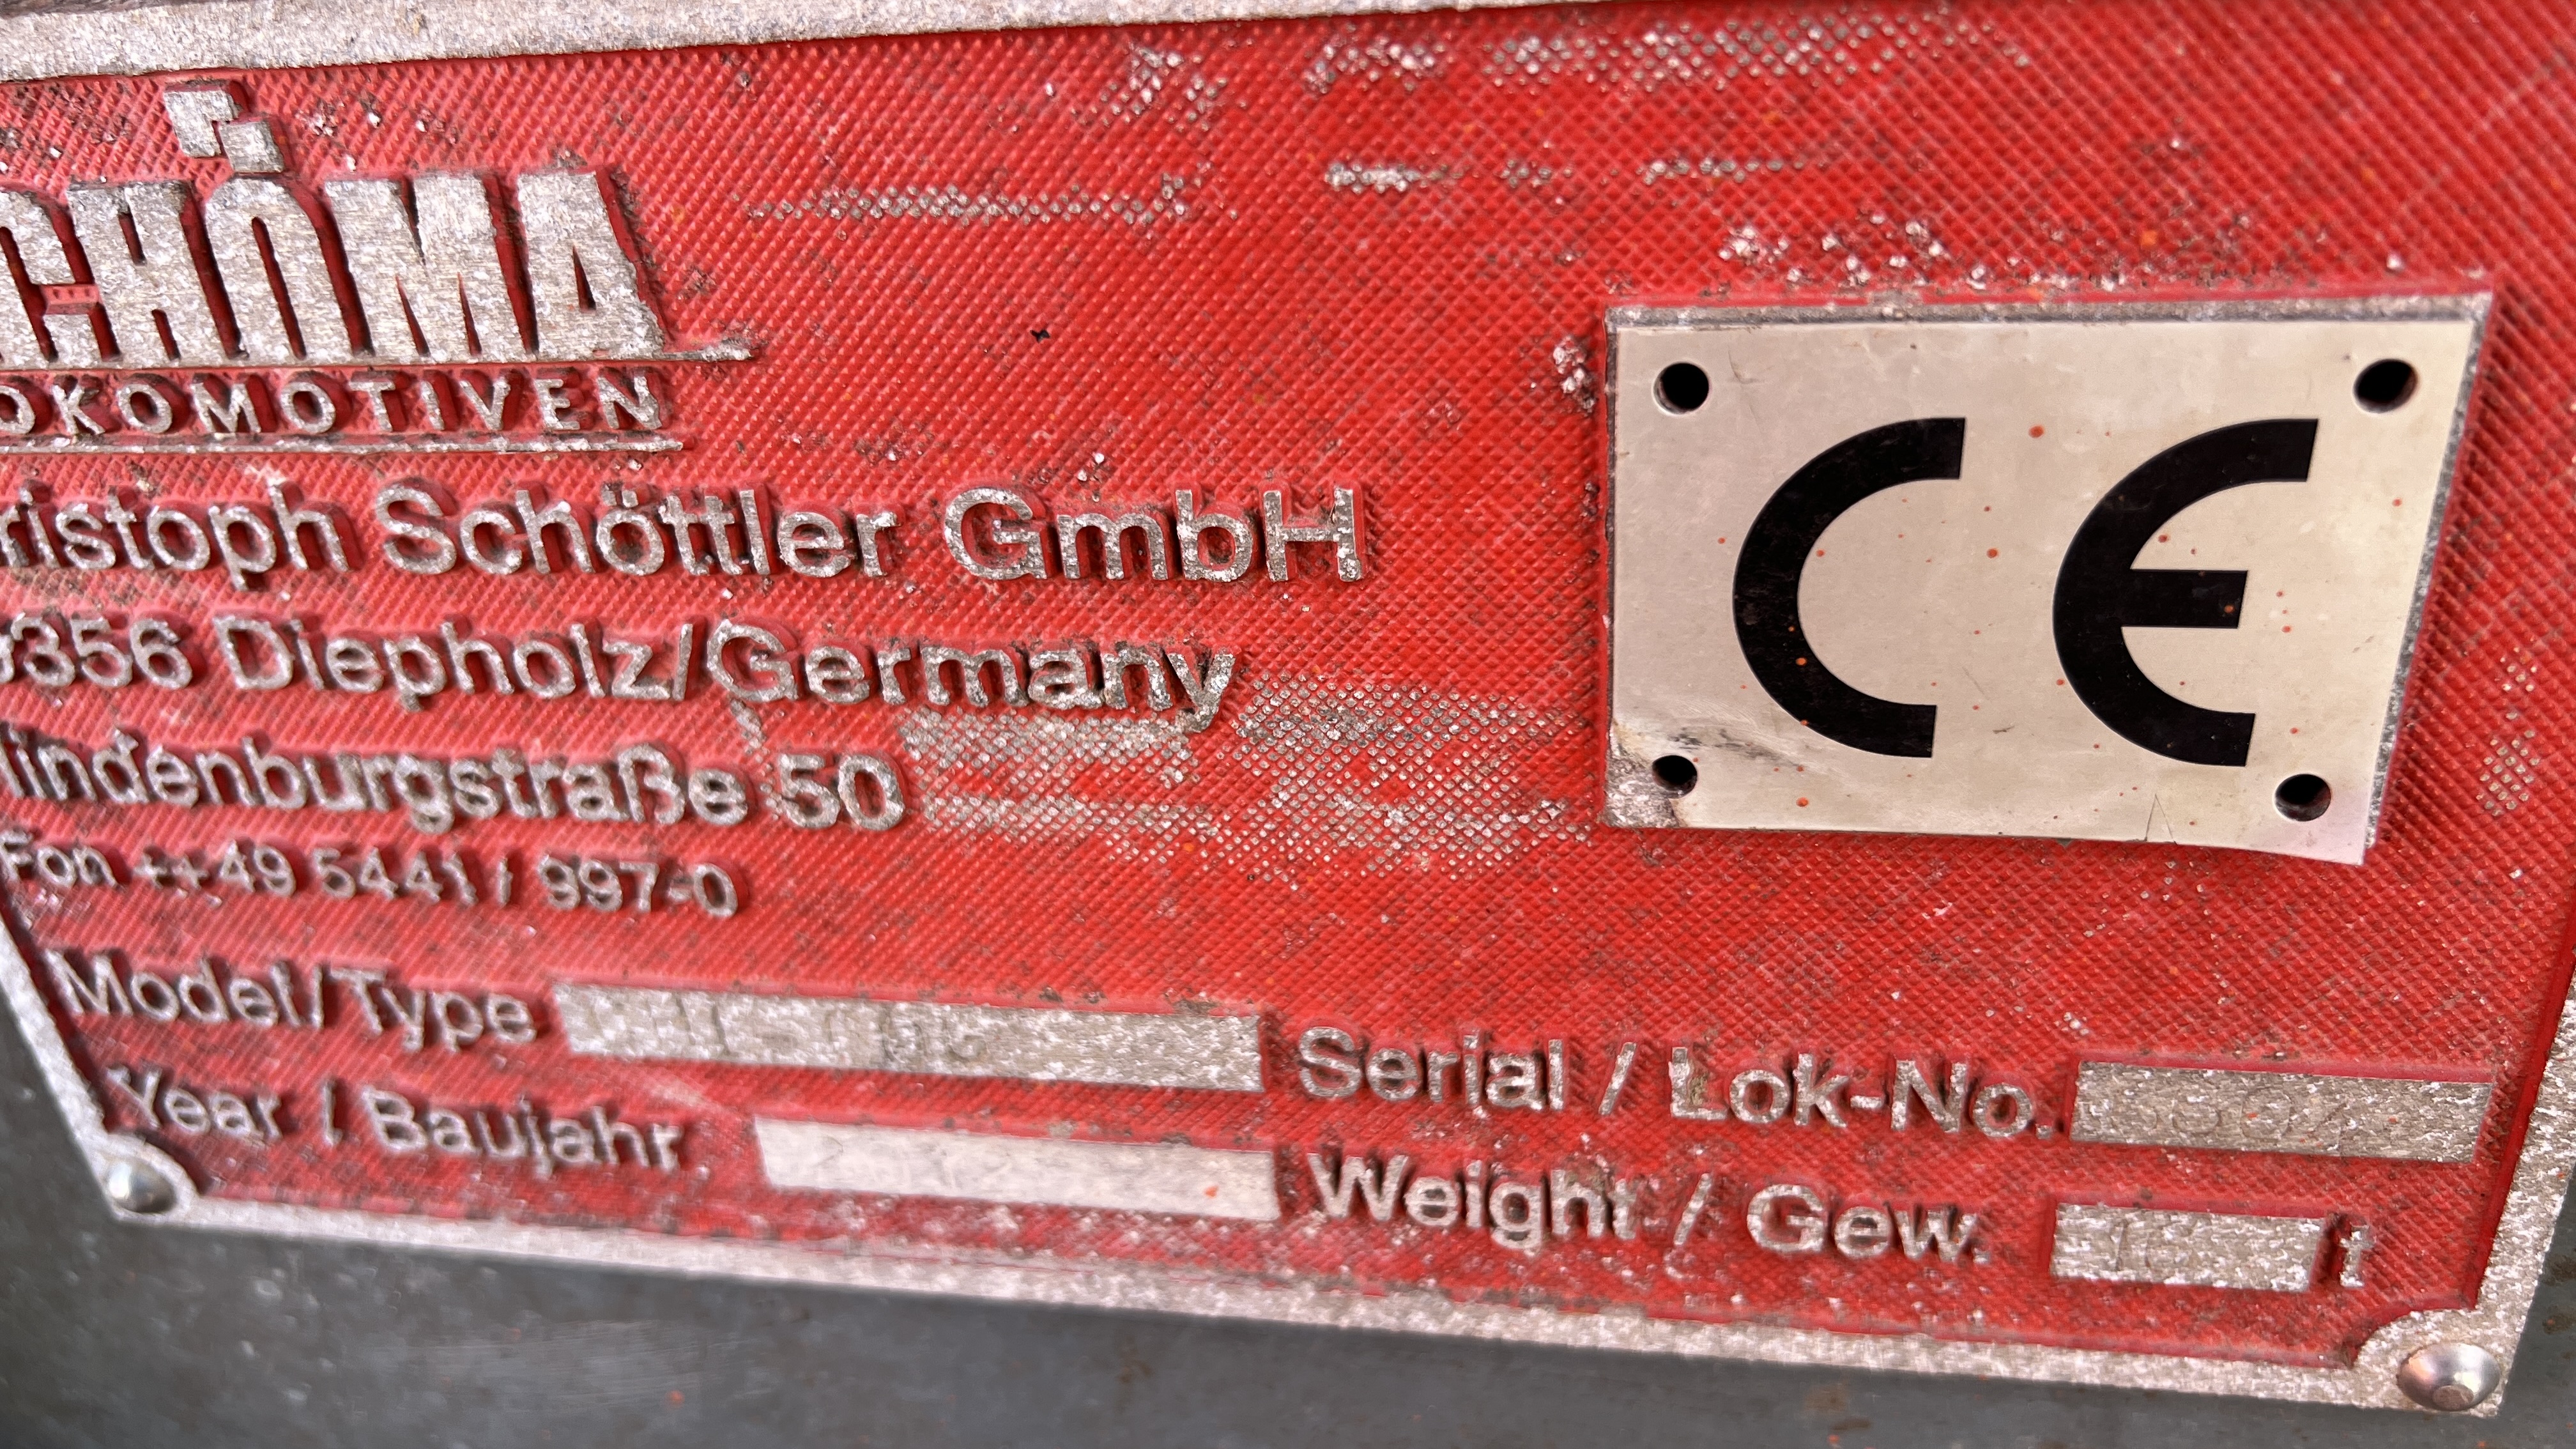 CHÖMA
OKOMOTIVEN
ristoph Schöttler GmbH
9356 Diepholz/Germany
indenburgstraße 50
Fon ++49 5441 / 997-0
CE
Model/Type
Serial / Lok-No.
Year / Baujahr
Weight / Gew. t